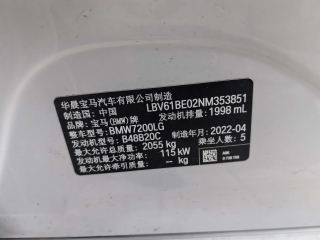 华晨宝马汽车有限公司制造
制造国: 中国 LBV61BE02NM353851
品牌: 宝马(BMW)牌 发动机排量: 1998 mL
整车型号: BMW7200LG
发动机型号: B48B20C 制造年月: 2022-04
最大允许总质量: 2055 kg 乘坐人数: 5
发动机最大净功率: 115 kW
最大允许牵引质量: --- kg